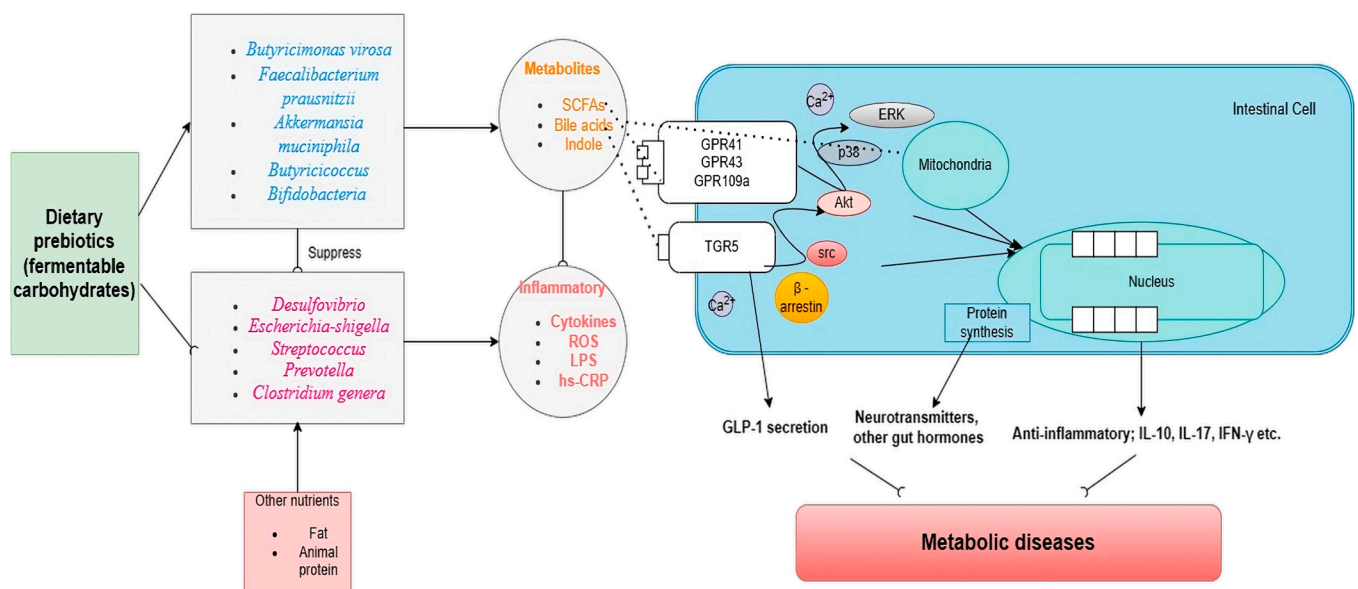 Dietary
prebiotics
(fermentable
carbohydrates)
Butyricimonas virosa
Faecalibacterium
prausnitzii
Akkermansia
muciniphila
Butyricicoccus
Bifidobacteria
Suppress
Desulfovibrio
Escherichia-shigella
Streptococcus
Prevotella
Clostridium genera
Other nutrients
Fat
Animal
protein
Metabolites
SCFAs
Bile acids
Indole
Inflammatory
Cytokines
ROS
LPS
hs-CRP
Intestinal Cell
GPR41
GPR43
GPR109a
TGR5
Ca2+
ERK
p38
Akt
src
β -
arrestin
Ca2+
Mitochondria
Nucleus
Protein
synthesis
GLP-1 secretion
Neurotransmitters,
other gut hormones
Anti-inflammatory; IL-10, IL-17, IFN-γ etc.
Metabolic diseases